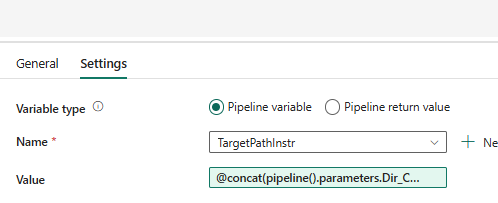 General Settings
Variable type Pipeline variable Pipeline return value
Name * TargetPathInstr + Ne
Value @concat(pipeline().parameters.Dir_C...